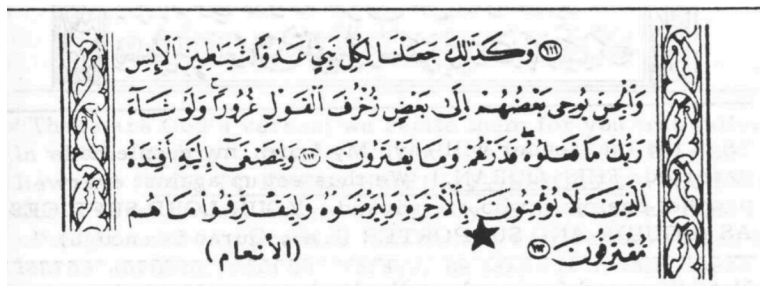 ﴿١١١﴾ وَكَذَٰلِكَ جَعَلْنَا لِكُلِّ نَبِيٍّ عَدُوًّا شَيَٰطِينَ ٱلْإِنسِ
وَٱلْجِنِّ يُوحِى بَعْضُهُمْ إِلَىٰ بَعْضٍ زُخْرُفَ ٱلْقَوْلِ غُرُورًا وَلَوْ شَآءَ
رَبُّكَ مَا فَعَلُوهُ فَذَرْهُمْ وَمَا يَفْتَرُونَ ﴿١١٢﴾ وَلِتَصْغَىٰٓ إِلَيْهِ أَفْـِٔدَةُ
ٱلَّذِينَ لَا يُؤْمِنُونَ بِٱلْءَاخِرَةِ وَلِيَرْضَوْهُ وَلِيَقْتَرِفُوا۟ مَا هُم
مُّقْتَرِفُونَ ﴿١١٣﴾ (الأنعام)